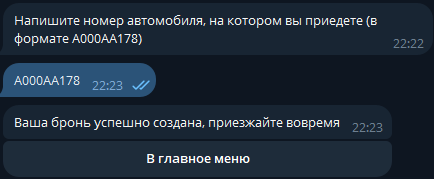 Напишите номер автомобиля, на котором вы приедете (в
формате А000АА178)
22:22
А000АА178 22:23
Ваша бронь успешно создана, приезжайте вовремя 22:23
В главное меню